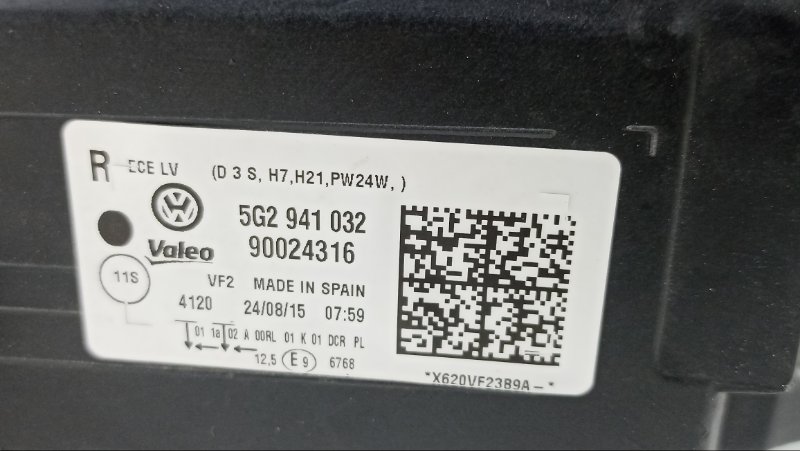 R ECE LV (D 3 S, H7,H21,PW24W, )
5G2 941 032
Valeo 90024316
11S VF2 MADE IN SPAIN
4120 24/08/15 07:59
01 1a 02 A 00RL 01 K 01 DCR PL
12,5 E9 6768
*X620VF2389A-*